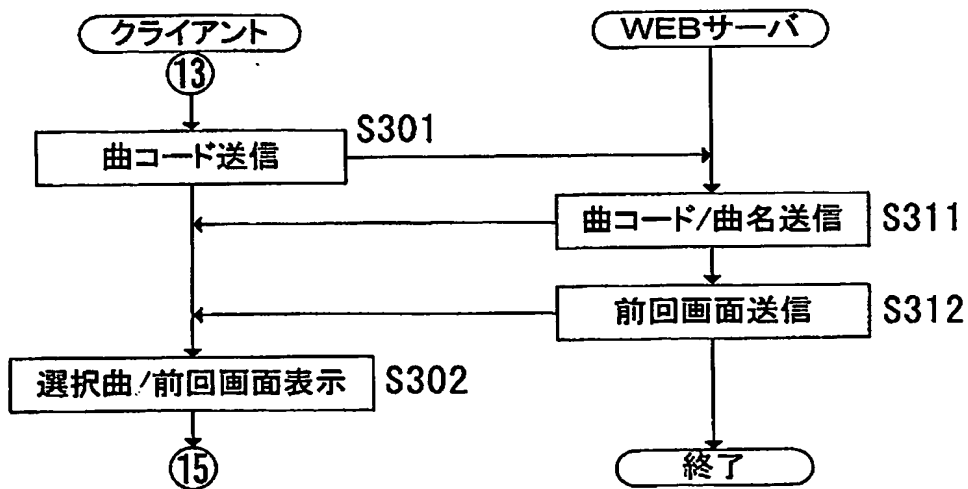 クライアント
WEBサーバ
13
曲コード送信
S301
曲コード/曲名送信
S311
前回画面送信
S312
選択曲/前回画面表示
S302
15
終了